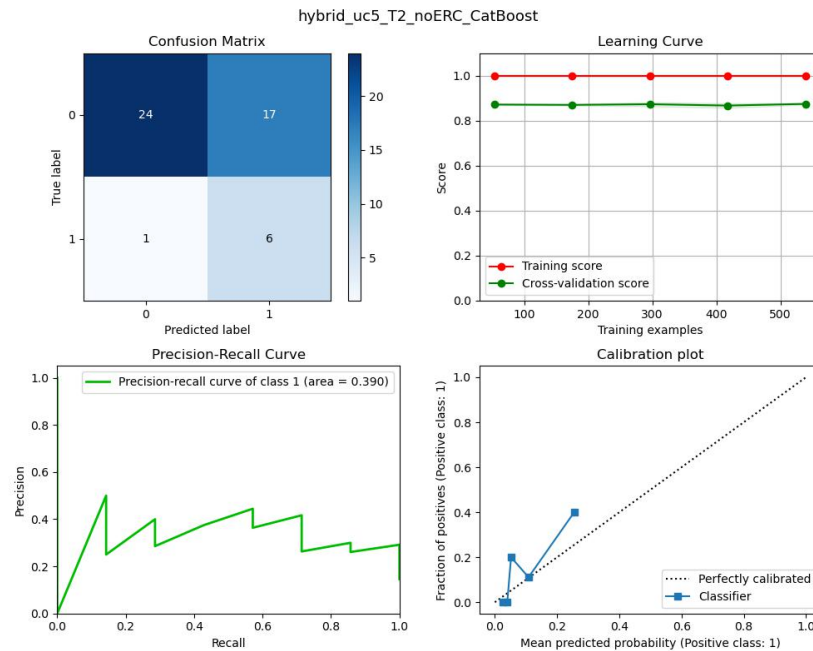 hybrid_uc5_T2_noERC_CatBoost
Confusion Matrix
0
1
True label
24
17
1
6
0
1
Predicted label
20
15
10
5
Learning Curve
1.0
0.8
0.6
0.4
0.2
0.0
Score
Training score
Cross-validation score
100
200
300
400
500
Training examples
Precision-Recall Curve
1.0
0.8
0.6
0.4
0.2
0.0
Precision
Precision-recall curve of class 1 (area = 0.390)
0.0
0.2
0.4
0.6
0.8
1.0
Recall
Calibration plot
1.0
0.8
0.6
0.4
0.2
0.0
Fraction of positives (Positive class: 1)
Perfectly calibrated
Classifier
0.0
0.2
0.4
0.6
0.8
1.0
Mean predicted probability (Positive class: 1)